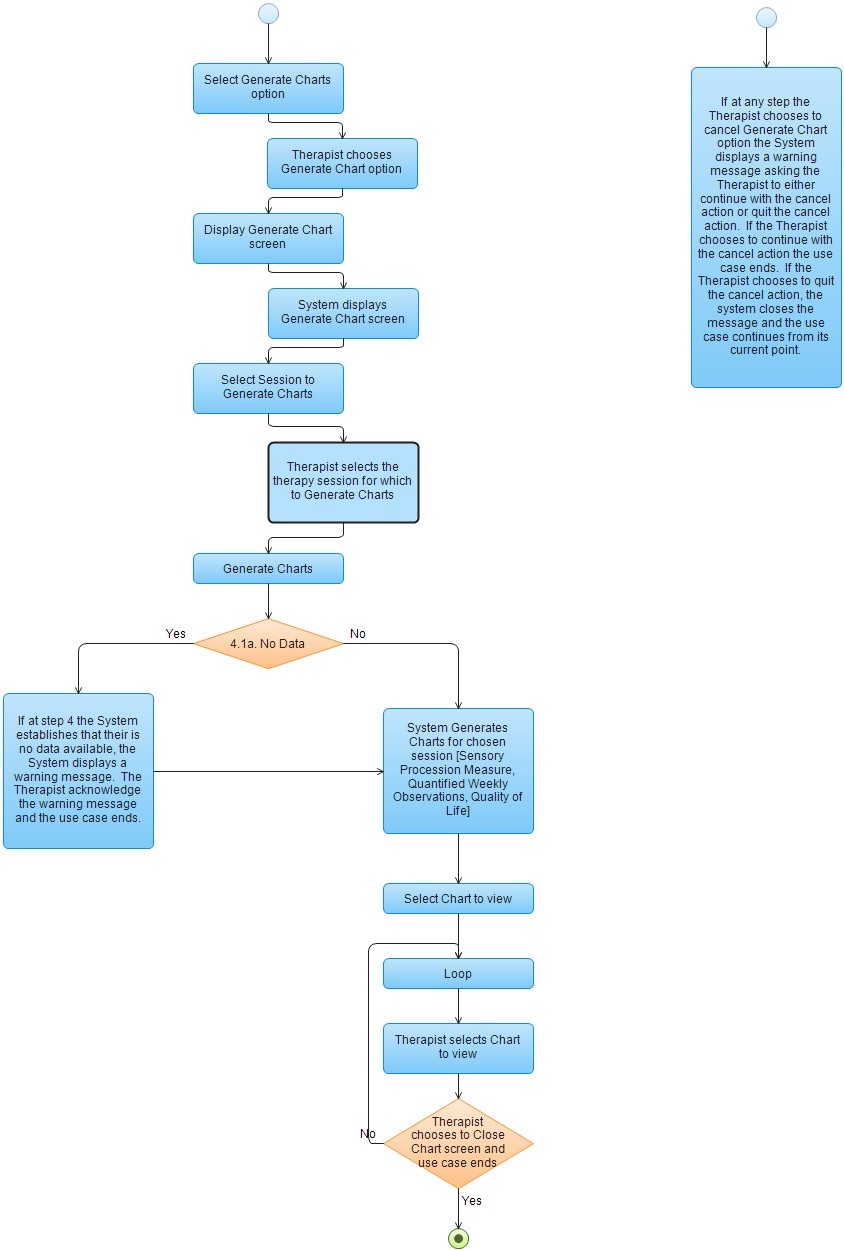 Select Generate Charts
option
Therapist chooses
Generate Chart option
Display Generate Chart
screen
System displays
Generate Chart screen
Select Session to
Generate Charts
Therapist selects the
therapy session for which
to Generate Charts
Generate Charts
4.1a. No Data
Yes
No
If at step 4 the System
establishes that their is
no data available, the
System displays a
warning message.  The
Therapist acknowledge
the warning message
and the use case ends.
System Generates
Charts for chosen
session [Sensory
Procession Measure,
Quantified Weekly
Observations, Quality of
Life]
Select Chart to view
Loop
Therapist selects Chart
to view
Therapist
chooses to Close
Chart screen and
use case ends
No
Yes
If at any step the
Therapist chooses to
cancel Generate Chart
option the System
displays a warning
message asking the
Therapist to either
continue with the cancel
action or quit the cancel
action.  If the Therapist
chooses to continue with
the cancel action the use
case ends.  If the
Therapist chooses to quit
the cancel action, the
system closes the
message and the use
case continues from its
current point.